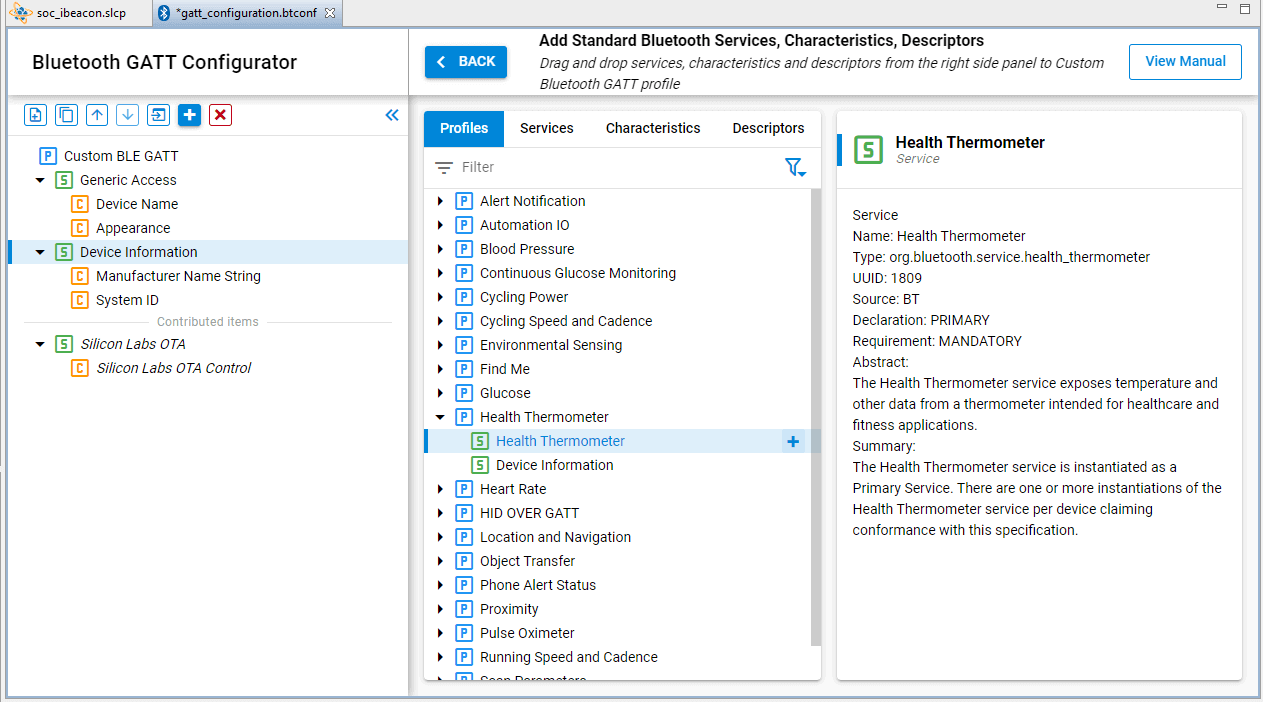 soc_ibeacon.slcp
*gatt_configuration.btconf
Bluetooth GATT Configurator
BACK
Add Standard Bluetooth Services, Characteristics, Descriptors
Drag and drop services, characteristics and descriptors from the right side panel to Custom
Bluetooth GATT profile
View Manual
P Custom BLE GATT
S Generic Access
C Device Name
C Appearance
S Device Information
C Manufacturer Name String
C System ID
Contributed items
S Silicon Labs OTA
C Silicon Labs OTA Control
Profiles
Services
Characteristics
Descriptors
Filter
P Alert Notification
P Automation IO
P Blood Pressure
P Continuous Glucose Monitoring
P Cycling Power
P Cycling Speed and Cadence
P Environmental Sensing
P Find Me
P Glucose
P Health Thermometer
S Health Thermometer
S Device Information
P Heart Rate
P HID OVER GATT
P Location and Navigation
P Object Transfer
P Phone Alert Status
P Proximity
P Pulse Oximeter
P Running Speed and Cadence
P Scan Parameters
S Health Thermometer
Service
Service
Name: Health Thermometer
Type: org.bluetooth.service.health_thermometer
UUID: 1809
Source: BT
Declaration: PRIMARY
Requirement: MANDATORY
Abstract:
The Health Thermometer service exposes temperature and
other data from a thermometer intended for healthcare and
fitness applications.
Summary:
The Health Thermometer service is instantiated as a
Primary Service. There are one or more instantiations of the
Health Thermometer service per device claiming
conformance with this specification.